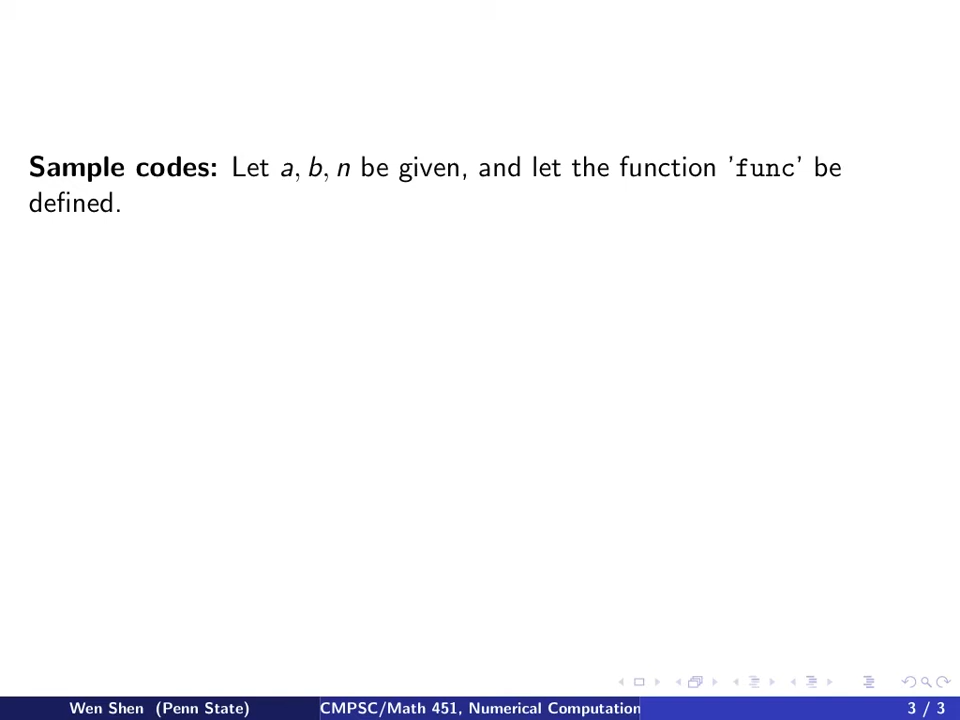 Sample codes: Let a, b, n be given, and let the function ’func’ be
defined.
Wen Shen (Penn State) CMPSC/Math 451, Numerical Computation 3 / 3